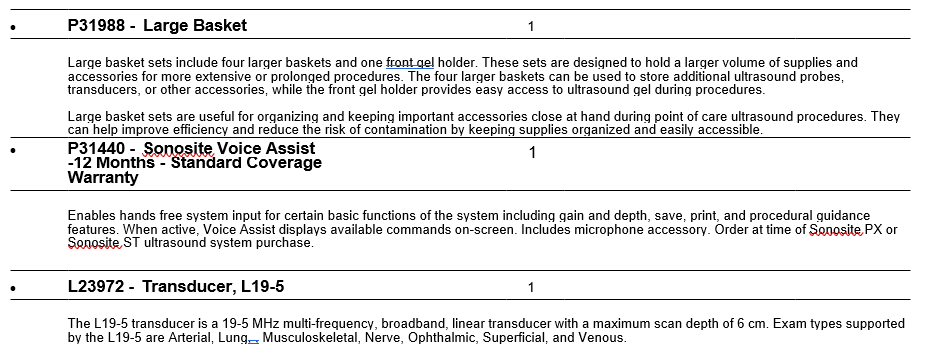 • P31988 - Large Basket 1
Large basket sets include four larger baskets and one front gel holder. These sets are designed to hold a larger volume of supplies and
accessories for more extensive or prolonged procedures. The four larger baskets can be used to store additional ultrasound probes,
transducers, or other accessories, while the front gel holder provides easy access to ultrasound gel during procedures.
Large basket sets are useful for organizing and keeping important accessories close at hand during point of care ultrasound procedures. They
can help improve efficiency and reduce the risk of contamination by keeping supplies organized and easily accessible.
• P31440 - Sonosite Voice Assist 1
-12 Months - Standard Coverage
Warranty
Enables hands free system input for certain basic functions of the system including gain and depth, save, print, and procedural guidance
features. When active, Voice Assist displays available commands on-screen. Includes microphone accessory. Order at time of Sonosite PX or
Sonosite ST ultrasound system purchase.
• L23972 - Transducer, L19-5 1
The L19-5 transducer is a 19-5 MHz multi-frequency, broadband, linear transducer with a maximum scan depth of 6 cm. Exam types supported
by the L19-5 are Arterial, Lung, Musculoskeletal, Nerve, Ophthalmic, Superficial, and Venous.